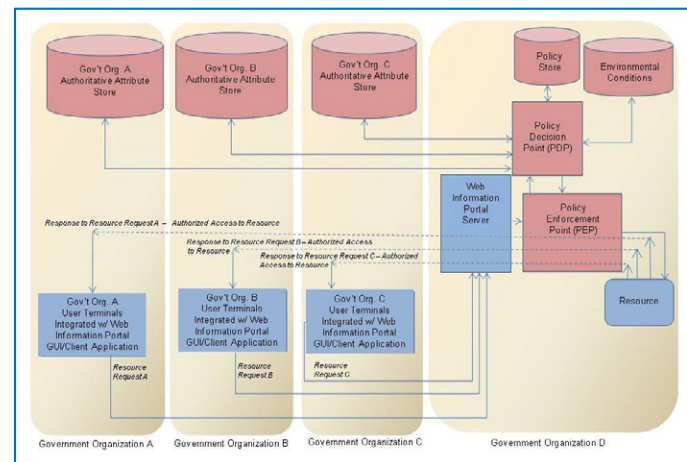 Gov't Org. A
Authoritative Attribute
Store
Gov't Org. B
Authoritative Attribute
Store
Gov't Org. C
Authoritative Attribute
Store
Policy
Store
Environmental
Conditions
Policy
Decision
Point (PDP)
Web
Information
Portal
Server
Policy
Enforcement
Point (PEP)
Response to Resource Request A – Authorized Access to Resource
Response to Resource Request B – Authorized Access
to Resource
Response to Resource Request C – Authorized
Access to Resource
Gov't Org. A
User Terminals
Integrated w/ Web
Information Portal
GUI/Client Application
Gov't Org. B
User Terminals
Integrated w/ Web
Information Portal
GUI/Client Application
Gov't Org. C
User Terminals
Integrated w/ Web
Information Portal
GUI/Client Application
Resource
Resource
Request A
Resource
Request B
Resource
Request C
Government Organization A
Government Organization B
Government Organization C
Government Organization D